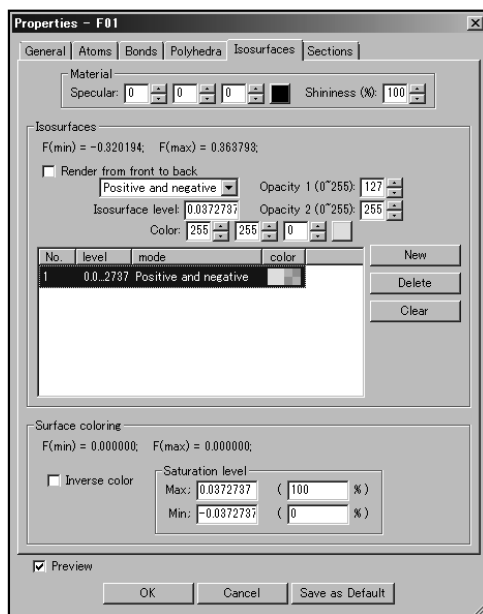 Properties - F01
General Atoms Bonds Polyhedra Isosurfaces Sections
Material
Specular: 0 0 0 Shininess (%): 100
Isosurfaces
F(min) = -0.320194; F(max) = 0.363793;
Render from front to back
Positive and negative Opacity 1 (0~255): 127
Isosurface level: 0.0372737 Opacity 2 (0~255): 255
Color: 255 255 0
No. level mode color
1 0.0..2737 Positive and negative
New
Delete
Clear
Surface coloring
F(min) = 0.000000; F(max) = 0.000000;
Inverse color
Saturation level
Max: 0.0372737 ( 100 % )
Min: -0.0372737 ( 0 % )
Preview
OK Cancel Save as Default